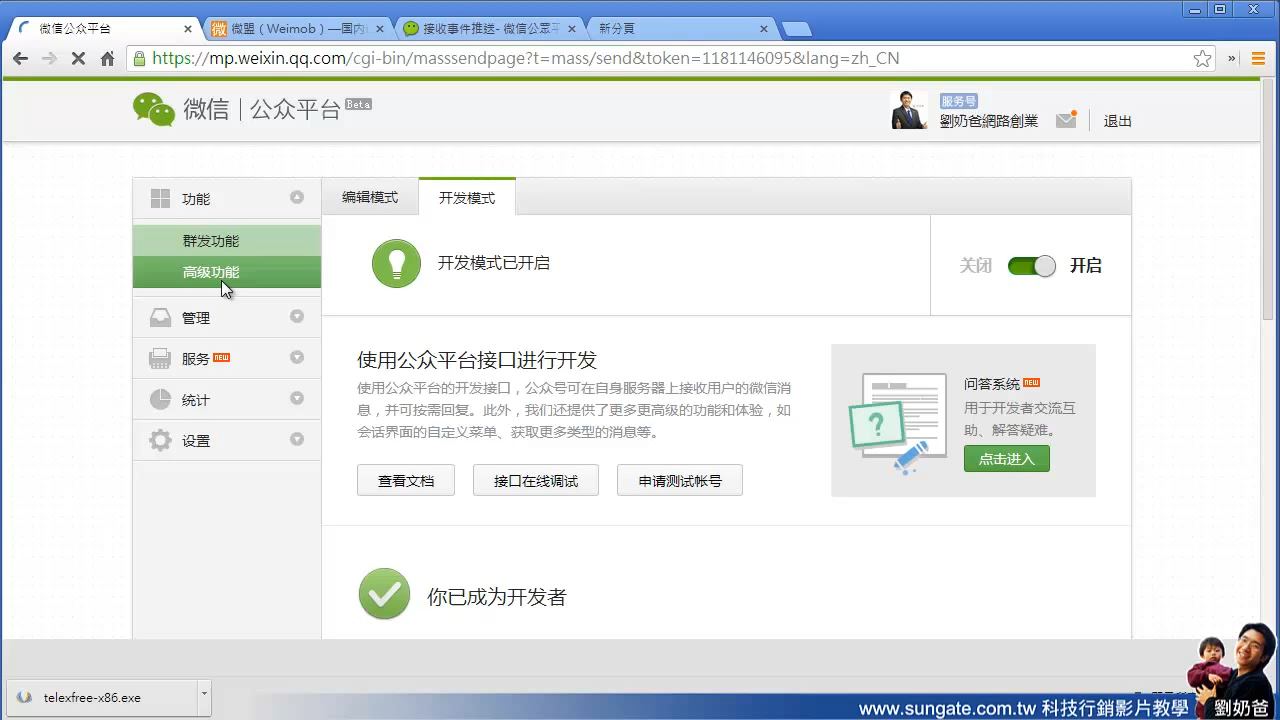 微信公众平台
微盟（Weimob）—国内
接收事件推送- 微信公眾平
新分頁
https://mp.weixin.qq.com/cgi-bin/masssendpage?t=mass/send&token=1181146095&lang=zh_CN
微信 | 公众平台 Beta
服务号
劉奶爸網路創業
退出
功能
群发功能
高级功能
管理
服务 NEW
统计
设置
编辑模式
开发模式
开发模式已开启
关闭
开启
使用公众平台接口进行开发
使用公众平台的开发接口，公众号可在自身服务器上接收用户的微信消
息，并可按需回复。此外，我们还提供了更多更高级的功能和体验，如
会话界面的自定义菜单、获取更多类型的消息等。
查看文档
接口在线调试
申请测试帐号
问答系统 NEW
用于开发者交流互
助、解答疑难。
点击进入
你已成为开发者
telexfree-x86.exe
www.sungate.com.tw 科技行銷影片教學
劉奶爸